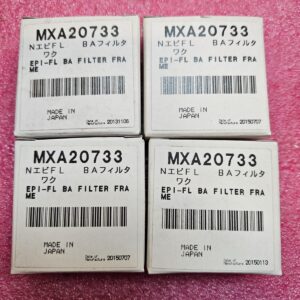 MXA20733
NエピFL BAフィルタ
ワク
EPI-FL BA FILTER FRA
ME
MADE IN
JAPAN
20131106
MXA20733
NエピFL BAフィルタ
ワク
EPI-FL BA FILTER FRA
ME
MADE IN
JAPAN
20150707
MXA20733
NエピFL BAフィルタ
ワク
EPI-FL BA FILTER FRA
ME
MADE IN
JAPAN
20150707
MXA20733
NエピFL BAフィルタ
ワク
EPI-FL BA FILTER FRA
ME
MADE IN
JAPAN
20150113